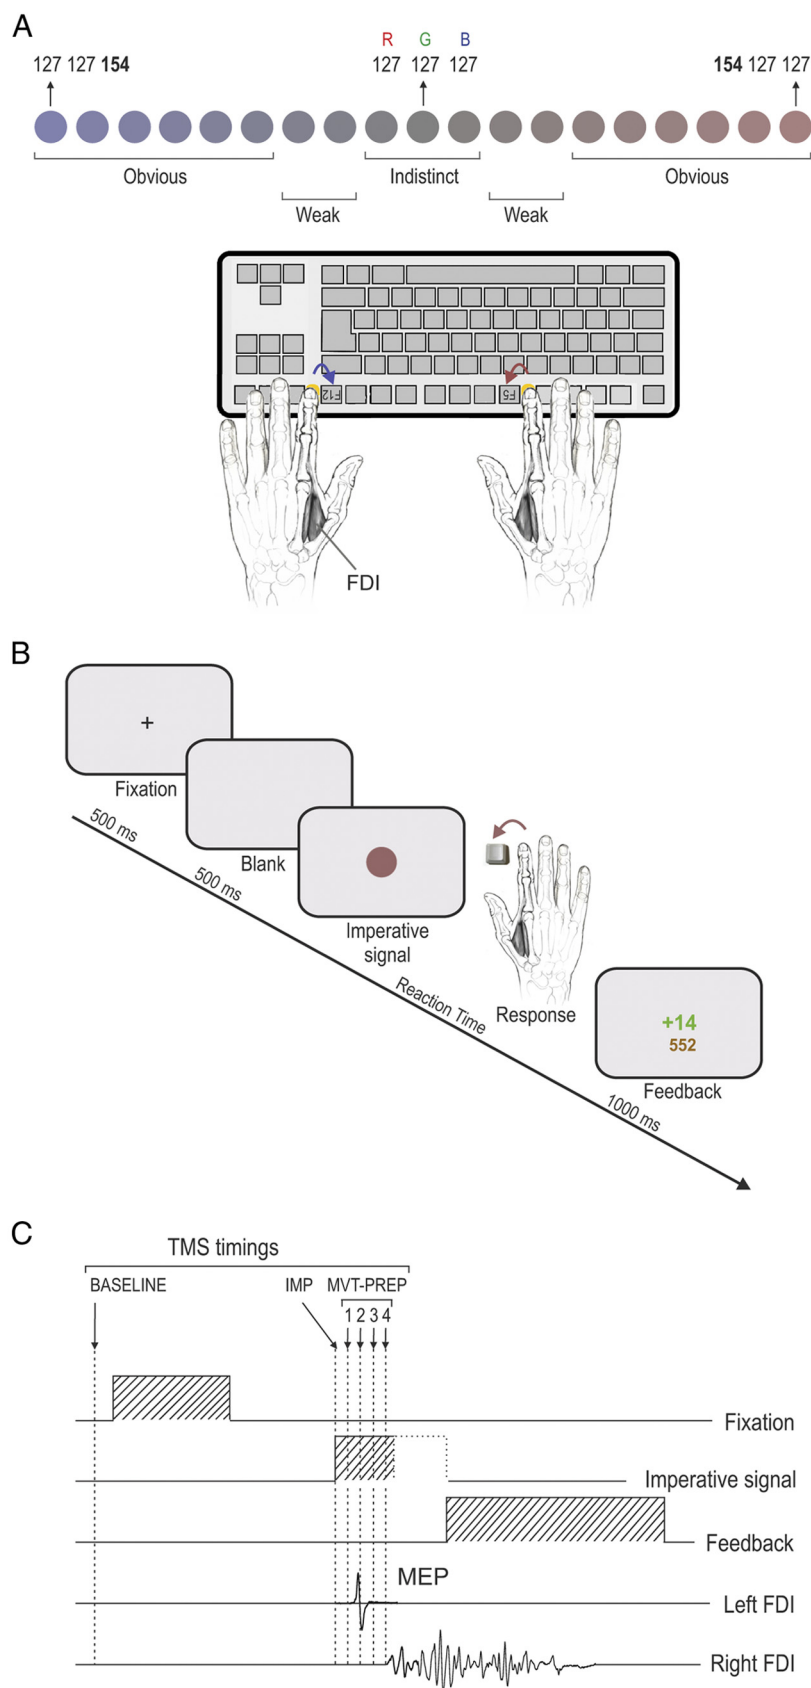 A
R G B
127 127 154
127 127 127
154 127 127
Obvious
Indistinct
Obvious
Weak
Weak
F12
F5
FDI
B
+
Fixation
500 ms
Blank
500 ms
Imperative
signal
Reaction Time
Response
+14
552
Feedback
1000 ms
C
TMS timings
BASELINE
IMP
MVT-PREP
1 2 3 4
Fixation
Imperative signal
Feedback
MEP
Left FDI
Right FDI